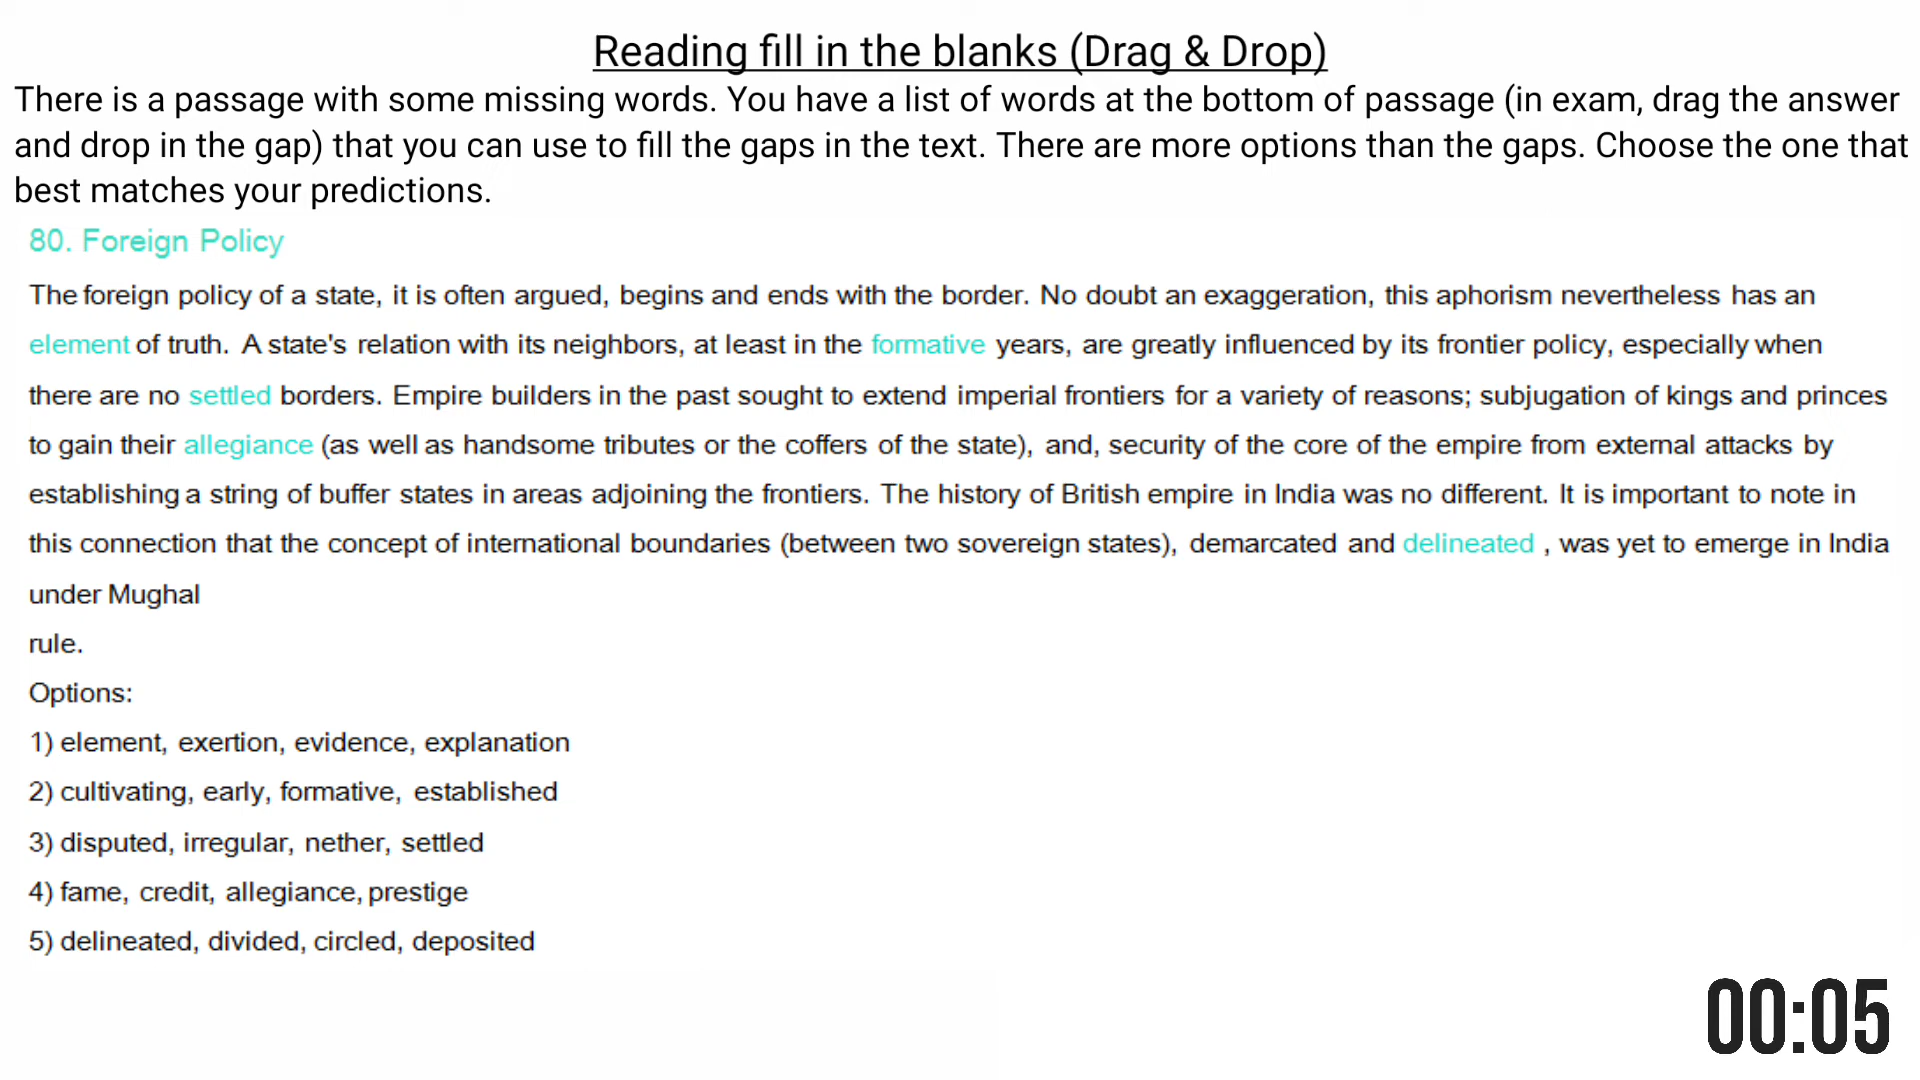 Reading fill in the blanks (Drag & Drop)
There is a passage with some missing words. You have a list of words at the bottom of passage (in exam, drag the answer
and drop in the gap) that you can use to fill the gaps in the text. There are more options than the gaps. Choose the one that
best matches your predictions.
80. Foreign Policy
The foreign policy of a state, it is often argued, begins and ends with the border. No doubt an exaggeration, this aphorism nevertheless has an
element of truth. A state's relation with its neighbors, at least in the formative years, are greatly influenced by its frontier policy, especially when
there are no settled borders. Empire builders in the past sought to extend imperial frontiers for a variety of reasons; subjugation of kings and princes
to gain their allegiance (as well as handsome tributes or the coffers of the state), and, security of the core of the empire from external attacks by
establishing a string of buffer states in areas adjoining the frontiers. The history of British empire in India was no different. It is important to note in
this connection that the concept of international boundaries (between two sovereign states), demarcated and delineated , was yet to emerge in India
under Mughal
rule.
Options:
1) element, exertion, evidence, explanation
2) cultivating, early, formative, established
3) disputed, irregular, nether, settled
4) fame, credit, allegiance, prestige
5) delineated, divided, circled, deposited
00:05